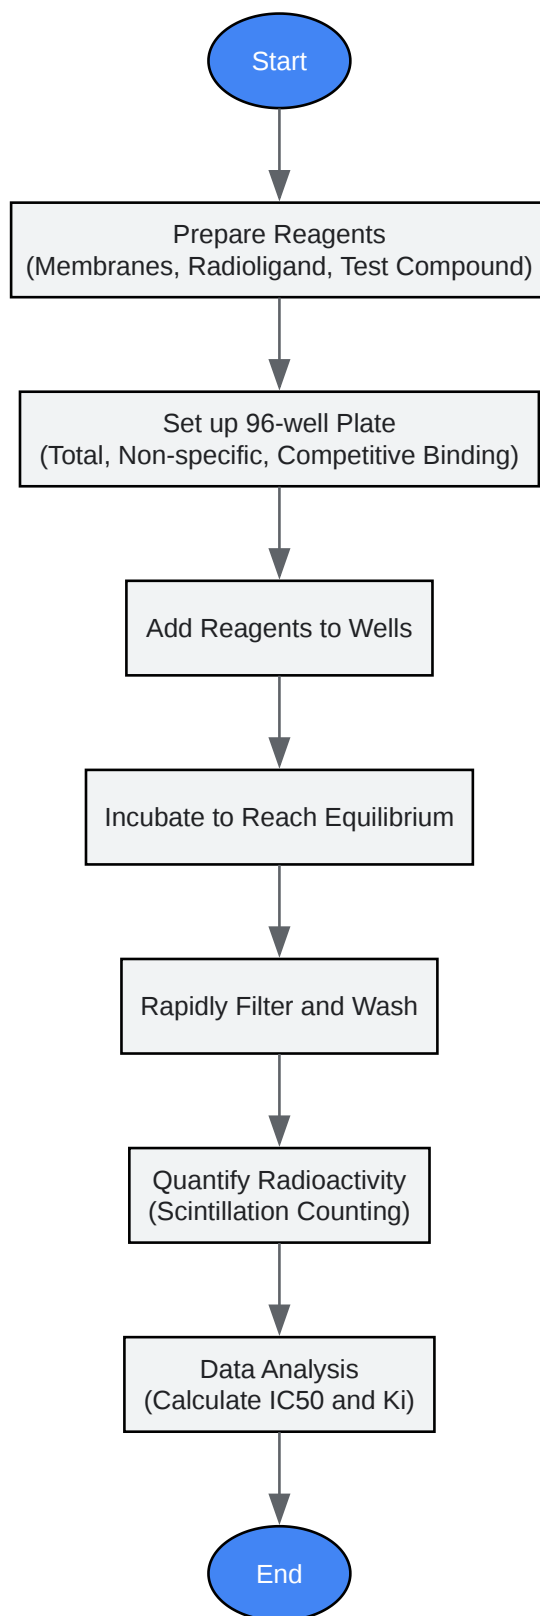 Start
Prepare Reagents
(Membranes, Radioligand, Test Compound)
Set up 96-well Plate
(Total, Non-specific, Competitive Binding)
Add Reagents to Wells
Incubate to Reach Equilibrium
Rapidly Filter and Wash
Quantify Radioactivity
(Scintillation Counting)
Data Analysis
(Calculate IC50 and Ki)
End